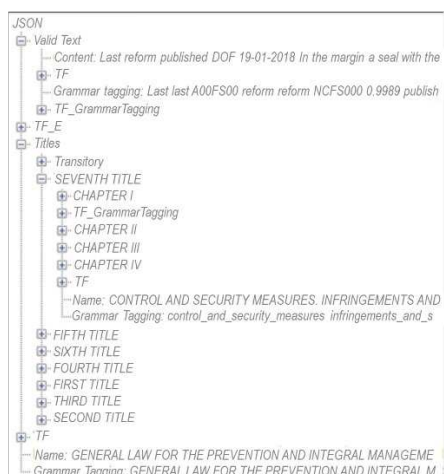 JSON
Valid Text
Content: Last reform published DOF 19-01-2018 In the margin a seal with the
TF
Grammar tagging: Last last A00FS00 reform reform NCFS000 0.9989 publish
TF_GrammarTagging
TF_E
Titles
Transitory
SEVENTH TITLE
CHAPTER I
TF_GrammarTagging
CHAPTER II
CHAPTER III
CHAPTER IV
TF
Name: CONTROL AND SECURITY MEASURES. INFRINGEMENTS AND
Grammar Tagging: control_and_security_measures infringements_and_s
FIFTH TITLE
SIXTH TITLE
FOURTH TITLE
FIRST TITLE
THIRD TITLE
SECOND TITLE
TF
Name: GENERAL LAW FOR THE PREVENTION AND INTEGRAL MANAGEME
Grammar Tagging: GENERAL LAW FOR THE PREVENTION AND INTEGRAL M